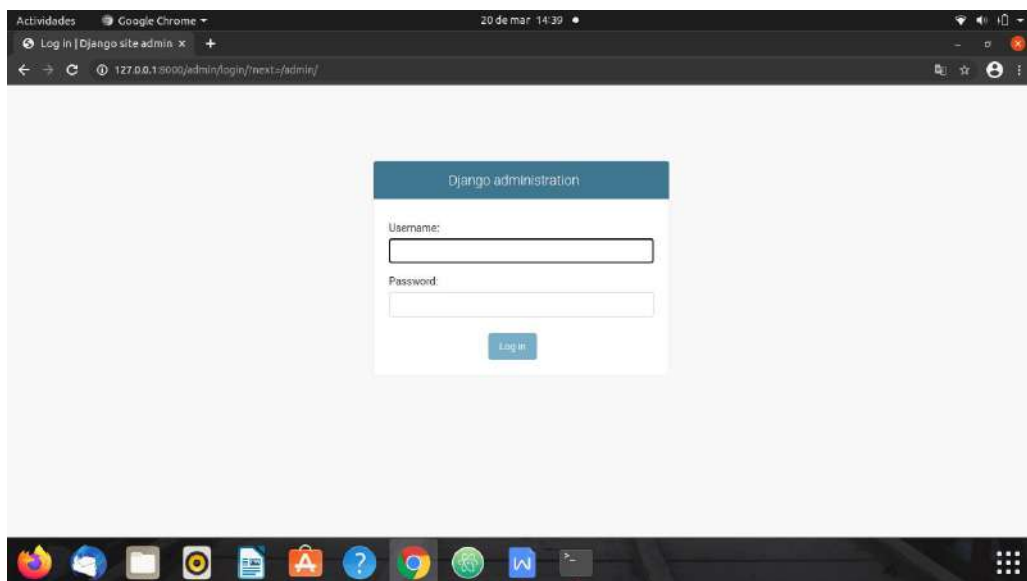 Actividades Google Chrome 20 de mar 14:39
Log in | Django site admin
127.0.0.1:8000/admin/login/?next=/admin/
Django administration
Username:
Password:
Log in